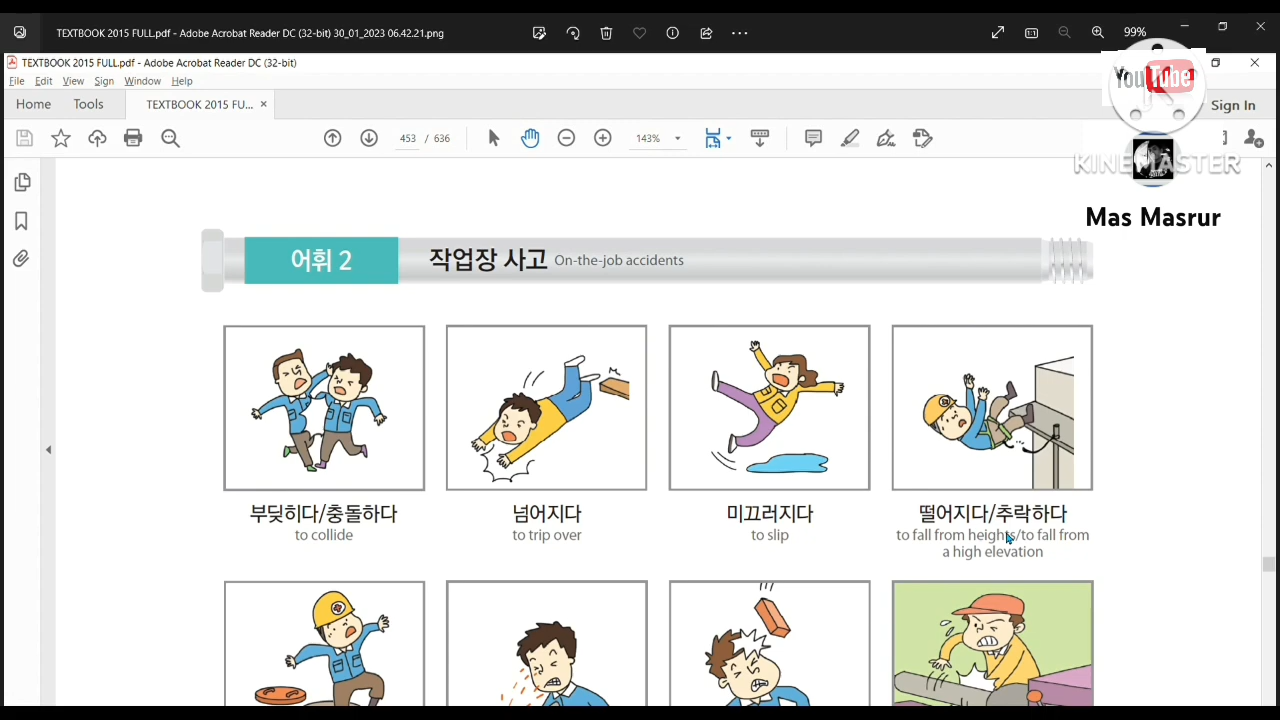 TEXTBOOK 2015 FULL.pdf - Adobe Acrobat Reader DC (32-bit) 30_01_2023 06.42.21.png
99%
TEXTBOOK 2015 FULL.pdf - Adobe Acrobat Reader DC (32-bit)
File Edit View Sign Window Help
YouTube
Home Tools TEXTBOOK 2015 FU... × Sign In
453 / 636 143%
KINEMASTER
Mas Masrur
어휘 2 작업장 사고 On-the-job accidents
부딪히다/충돌하다
to collide
넘어지다
to trip over
미끄러지다
to slip
떨어지다/추락하다
to fall from heights/to fall from
a high elevation